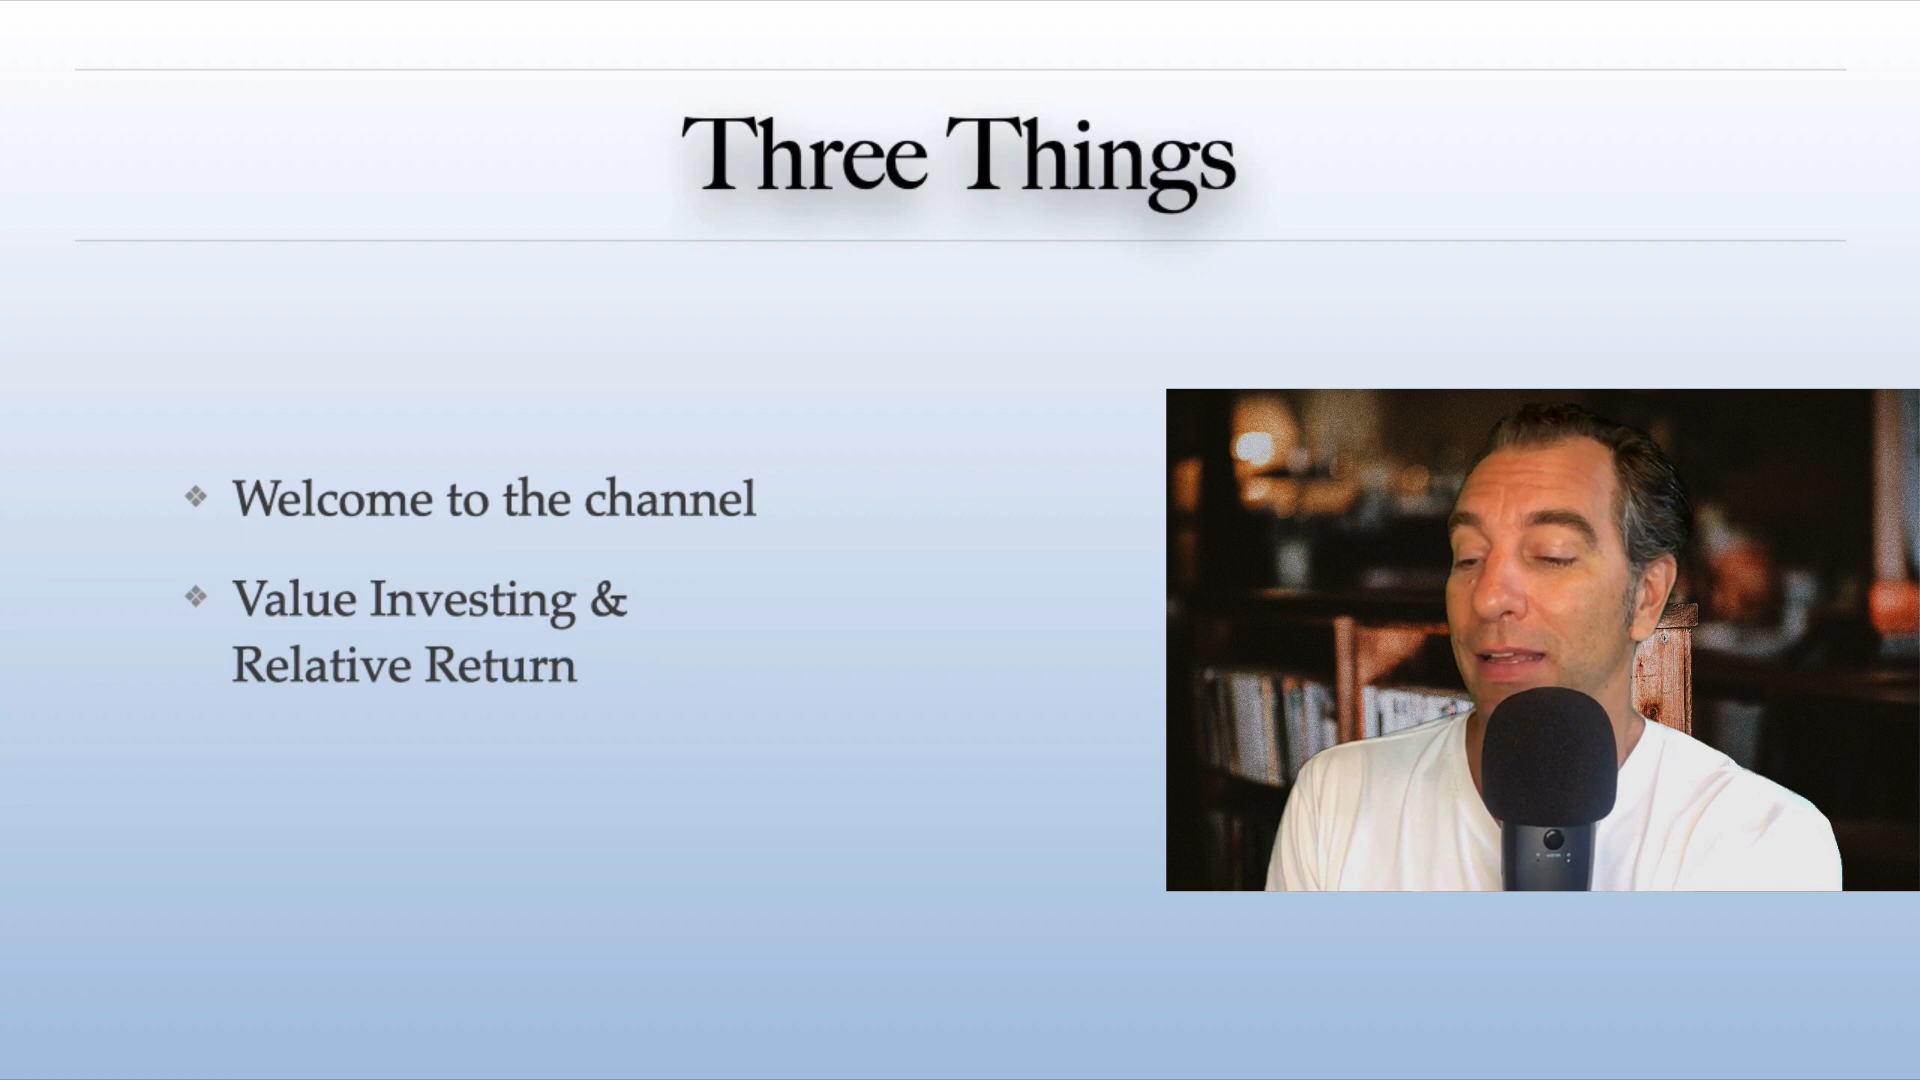 Three Things
Welcome to the channel
Value Investing &
Relative Return